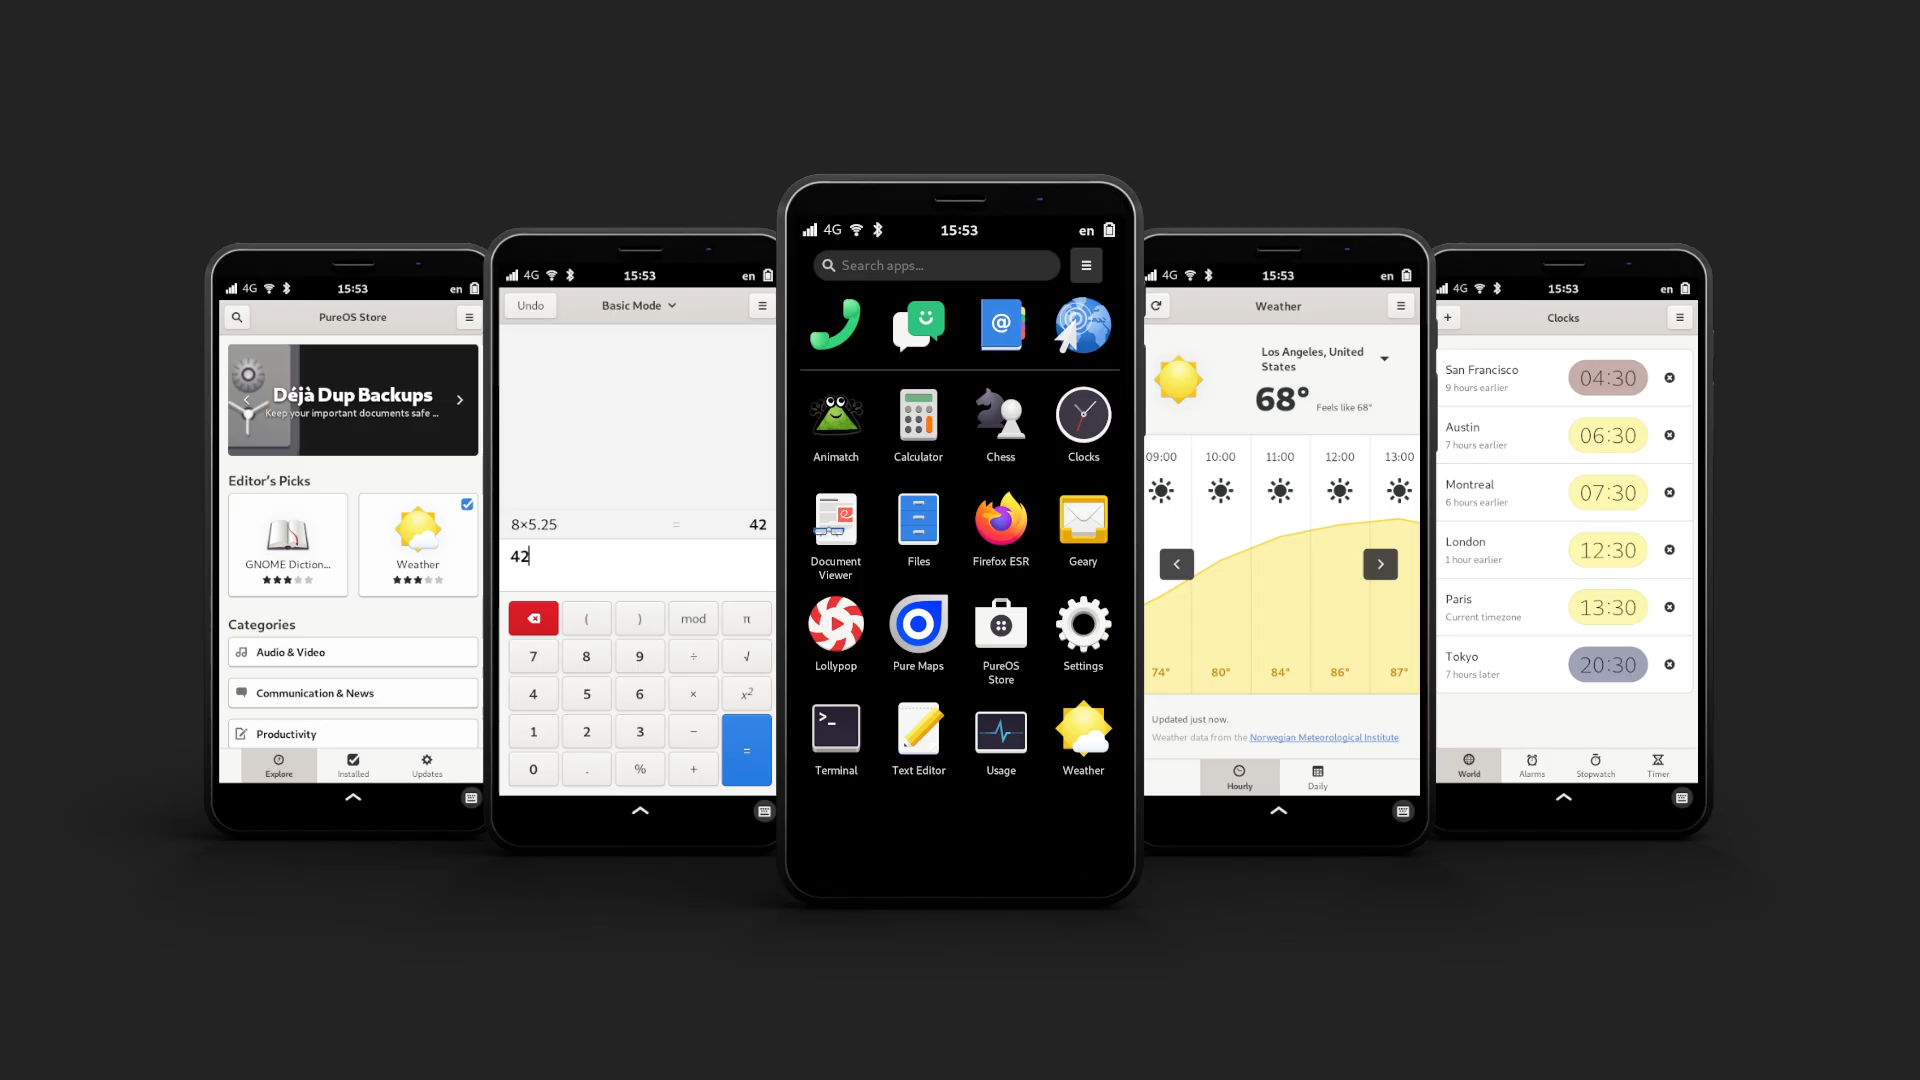 4G 15:53 en
PureOS Store
Déjà Dup Backups
Keep your important documents safe ...
Editor's Picks
GNOME Diction...
Weather
Categories
Audio & Video
Communication & News
Productivity
Explore Installed Updates
4G 15:53 en
Undo Basic Mode
8×5.25 = 42
42
( ) mod π
7 8 9 ÷ √
4 5 6 × x²
1 2 3 − =
0 . % +
4G 15:53 en
Search apps...
@
Animatch Calculator Chess Clocks
Document Viewer
Files Firefox ESR Geary
Lollypop Pure Maps
PureOS Store
Settings
>_
Terminal Text Editor Usage Weather
4G 15:53 en
Weather
Los Angeles, United
States
68° Feels like 68°
09:00 10:00 11:00 12:00 13:00
74° 80° 84° 86° 87°
Updated just now.
Weather data from the Norwegian Meteorological Institute
Hourly Daily
4G 15:53 en
+ Clocks
San Francisco
9 hours earlier
04:30
Austin
7 hours earlier
06:30
Montreal
6 hours earlier
07:30
London
1 hour earlier
12:30
Paris
Current timezone
13:30
Tokyo
7 hours later
20:30
World Alarms Stopwatch Timer